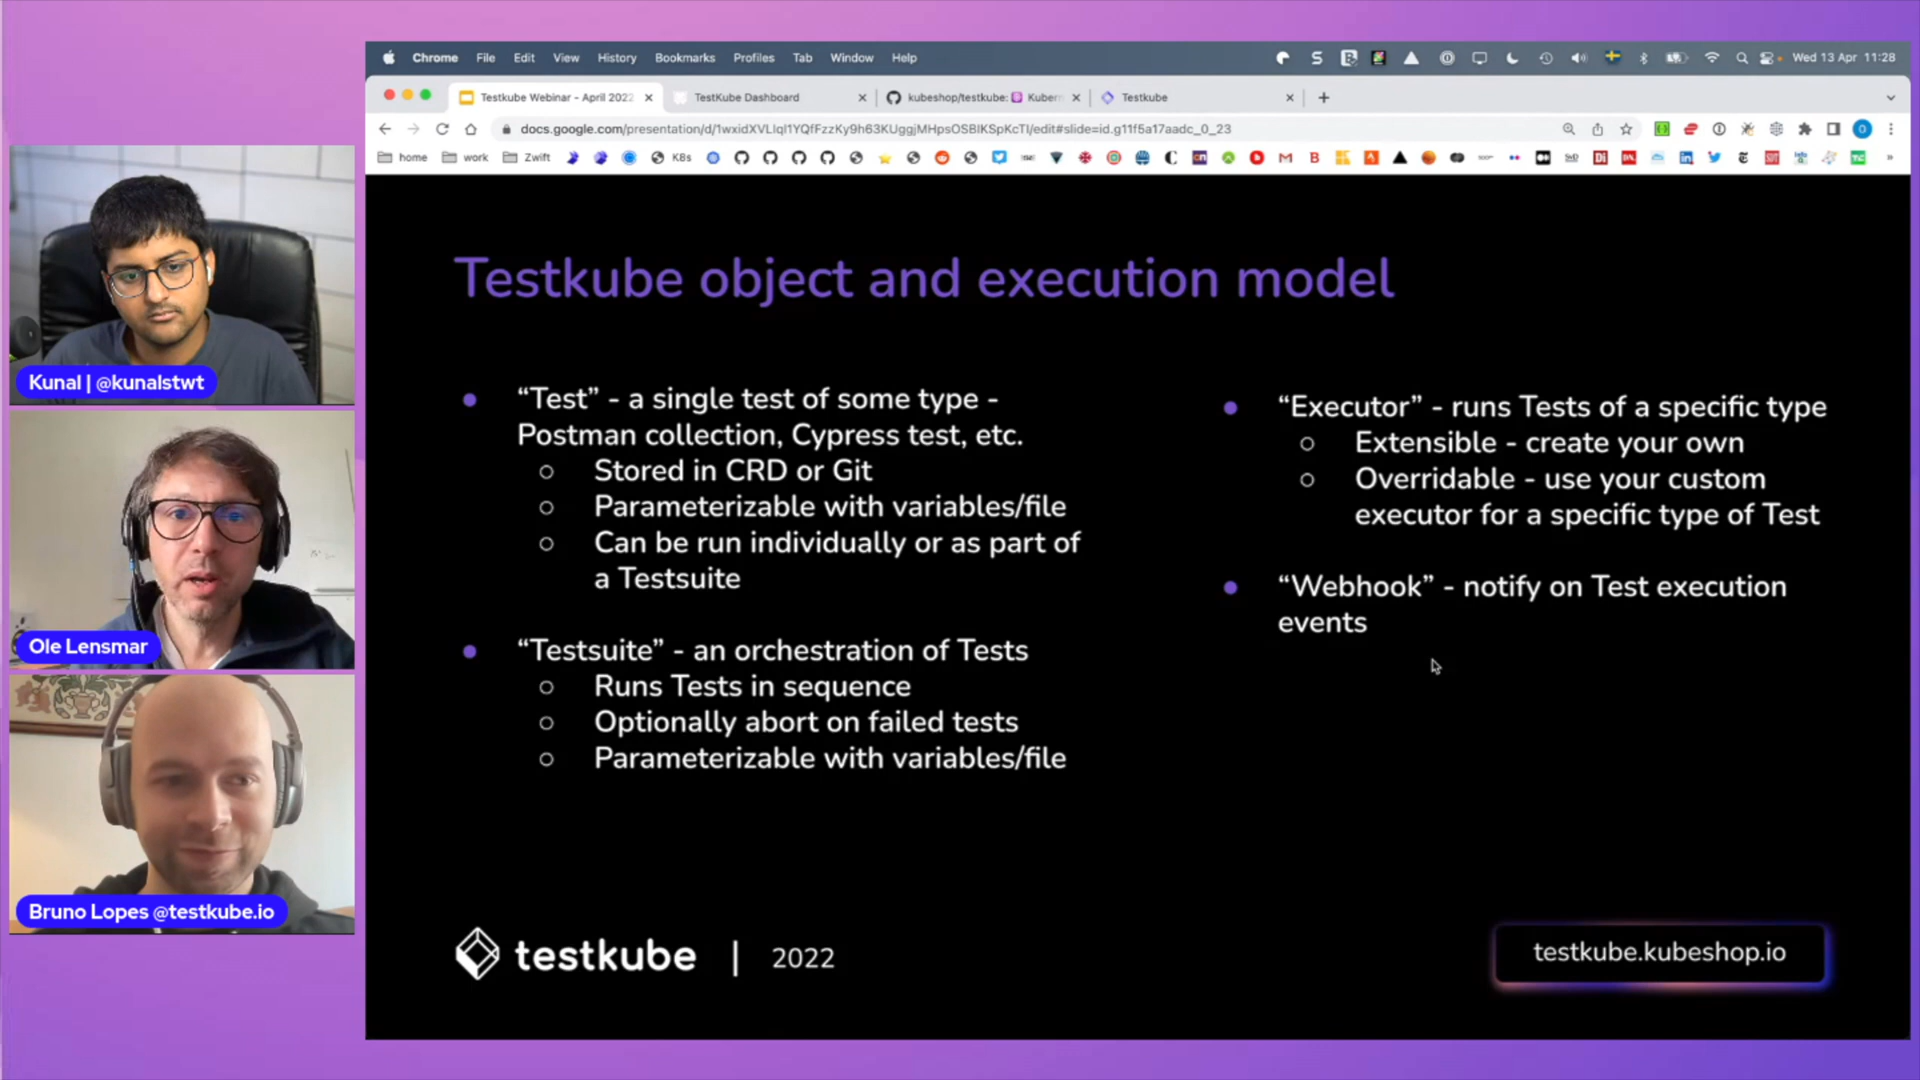 Chrome File Edit View History Bookmarks Profiles Tab Window Help Wed 13 Apr 11:28
Testkube Webinar - April 2022 TestKube Dashboard kubeshop/testkube: Kubern Testkube
docs.google.com/presentation/d/1wxidXVLlqI1YQfFzzKy9h63KUggjMHpsOSBIKSpKcTI/edit#slide=id.g11f5a17aadc_0_23
home work Zwift K8s
Testkube object and execution model
“Test” - a single test of some type -
Postman collection, Cypress test, etc.
Stored in CRD or Git
Parameterizable with variables/file
Can be run individually or as part of
a Testsuite
“Testsuite” - an orchestration of Tests
Runs Tests in sequence
Optionally abort on failed tests
Parameterizable with variables/file
“Executor” - runs Tests of a specific type
Extensible - create your own
Overridable - use your custom
executor for a specific type of Test
“Webhook” - notify on Test execution
events
testkube | 2022
testkube.kubeshop.io
Kunal | @kunalstwt
Ole Lensmar
Bruno Lopes @testkube.io